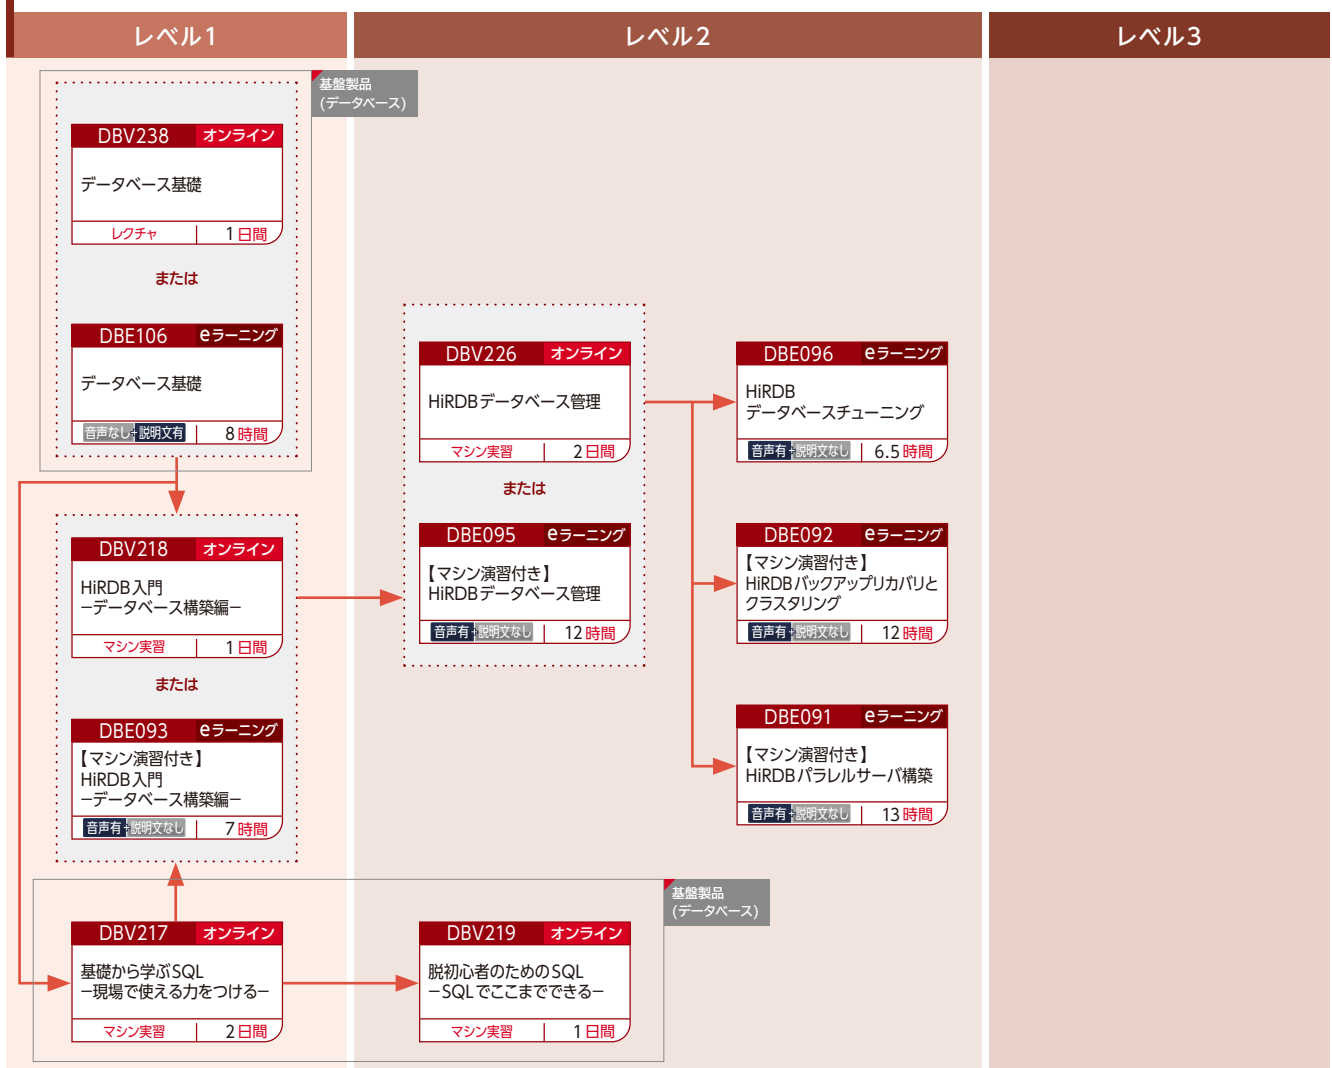 レベル1
レベル2
レベル3
基盤製品
(データベース)
DBV238 オンライン
データベース基礎
レクチャ 1日間
または
DBE106 eラーニング
データベース基礎
音声なし+説明文有 8時間
DBV218 オンライン
HiRDB入門
−データベース構築編−
マシン実習 1日間
または
DBE093 eラーニング
【マシン演習付き】
HiRDB入門
−データベース構築編−
音声有+説明文なし 7時間
DBV226 オンライン
HiRDBデータベース管理
マシン実習 2日間
または
DBE095 eラーニング
【マシン演習付き】
HiRDBデータベース管理
音声有+説明文なし 12時間
DBE096 eラーニング
HiRDB
データベースチューニング
音声有+説明文なし 6.5時間
DBE092 eラーニング
【マシン演習付き】
HiRDBバックアップリカバリと
クラスタリング
音声有+説明文なし 12時間
DBE091 eラーニング
【マシン演習付き】
HiRDBパラレルサーバ構築
音声有+説明文なし 13時間
基盤製品
(データベース)
DBV217 オンライン
基礎から学ぶSQL
−現場で使える力をつける−
マシン実習 2日間
DBV219 オンライン
脱初心者のためのSQL
−SQLでここまでできる−
マシン実習 1日間